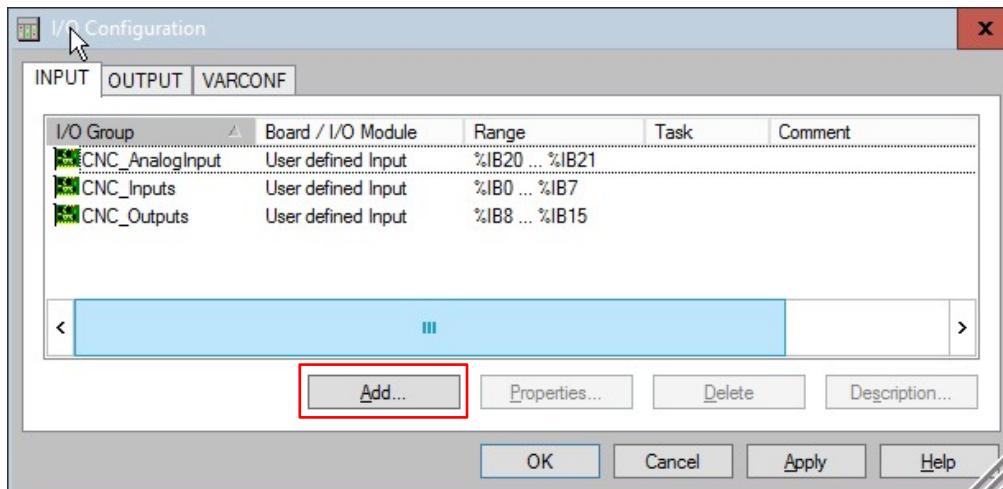 I/O Configuration
INPUT OUTPUT VARCONF
I/O Group Board / I/O Module Range Task Comment
CNC_AnalogInput User defined Input %IB20 ... %IB21
CNC_Inputs User defined Input %IB0 ... %IB7
CNC_Outputs User defined Input %IB8 ... %IB15
Add... Properties... Delete Description...
OK Cancel Apply Help